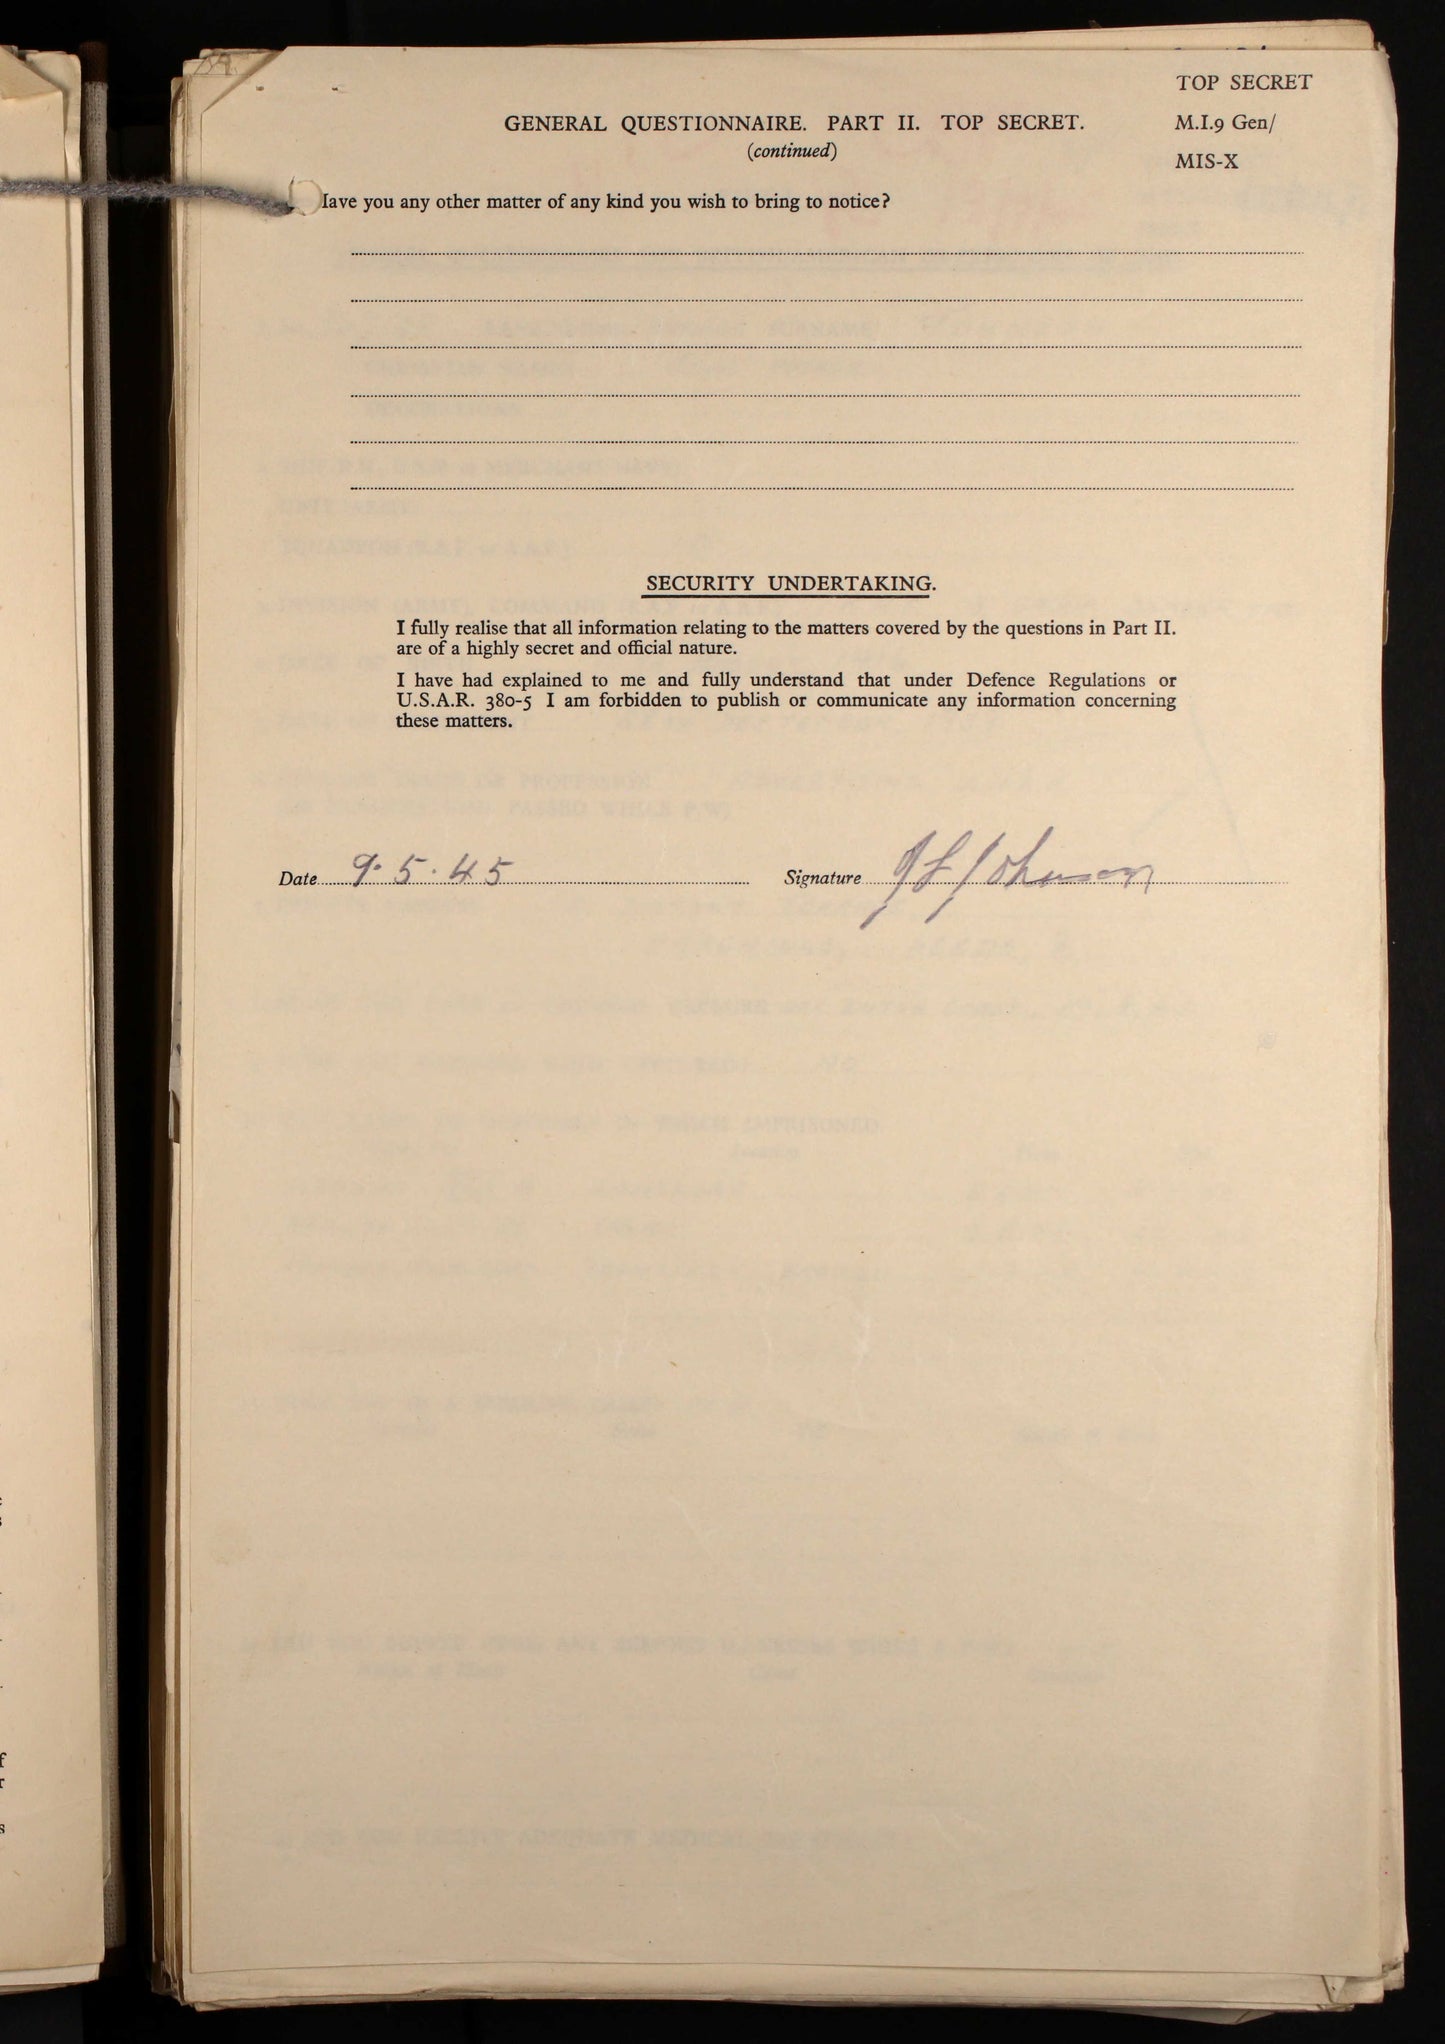 TOP SECRET
GENERAL QUESTIONNAIRE. PART II. TOP SECRET.
M.I.9 Gen/
(continued)
MIS-X
Have you any other matter of any kind you wish to bring to notice?
SECURITY UNDERTAKING.
I fully realise that all information relating to the matters covered by the questions in Part II.
are of a highly secret and official nature.
I have had explained to me and fully understand that under Defence Regulations or
U.S.A.R. 380-5 I am forbidden to publish or communicate any information concerning
these matters.
Date 9.5.45 Signature Johnson